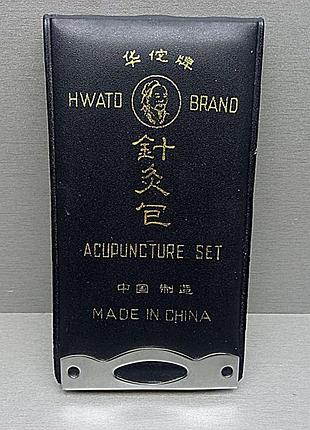 华佗牌
HWATO BRAND
針灸包
ACUPUNCTURE SET
中国 制造
MADE IN CHINA